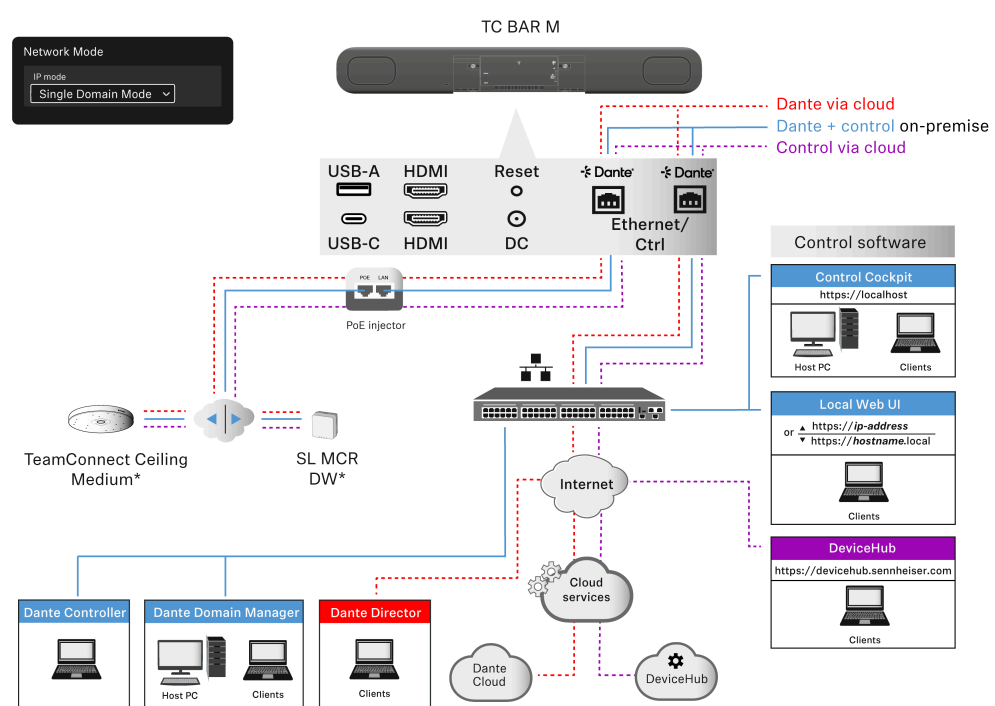 TC BAR M
Network Mode
IP mode
Single Domain Mode
Dante via cloud
Dante + control on-premise
Control via cloud
USB-A
HDMI
Reset
Dante
Dante
USB-C
HDMI
DC
Ethernet/
Ctrl
POE
LAN
PoE injector
TeamConnect Ceiling
Medium*
SL MCR
DW*
Control software
Control Cockpit
https://localhost
Host PC
Clients
Local Web UI
or
https://ip-address
https://hostname.local
Clients
DeviceHub
https://devicehub.sennheiser.com
Clients
Internet
Cloud
services
Dante
Cloud
DeviceHub
Dante Controller
Dante Domain Manager
Host PC
Clients
Dante Director
Clients